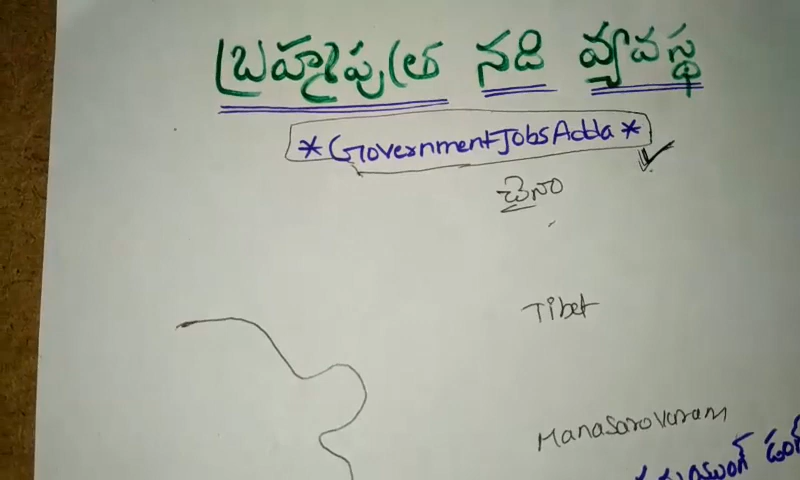 బ్రహ్మపుత్ర నది వ్యవస్థ
*GovernmentJobsAdda*
చైనా
Tibet
Manasarovaram